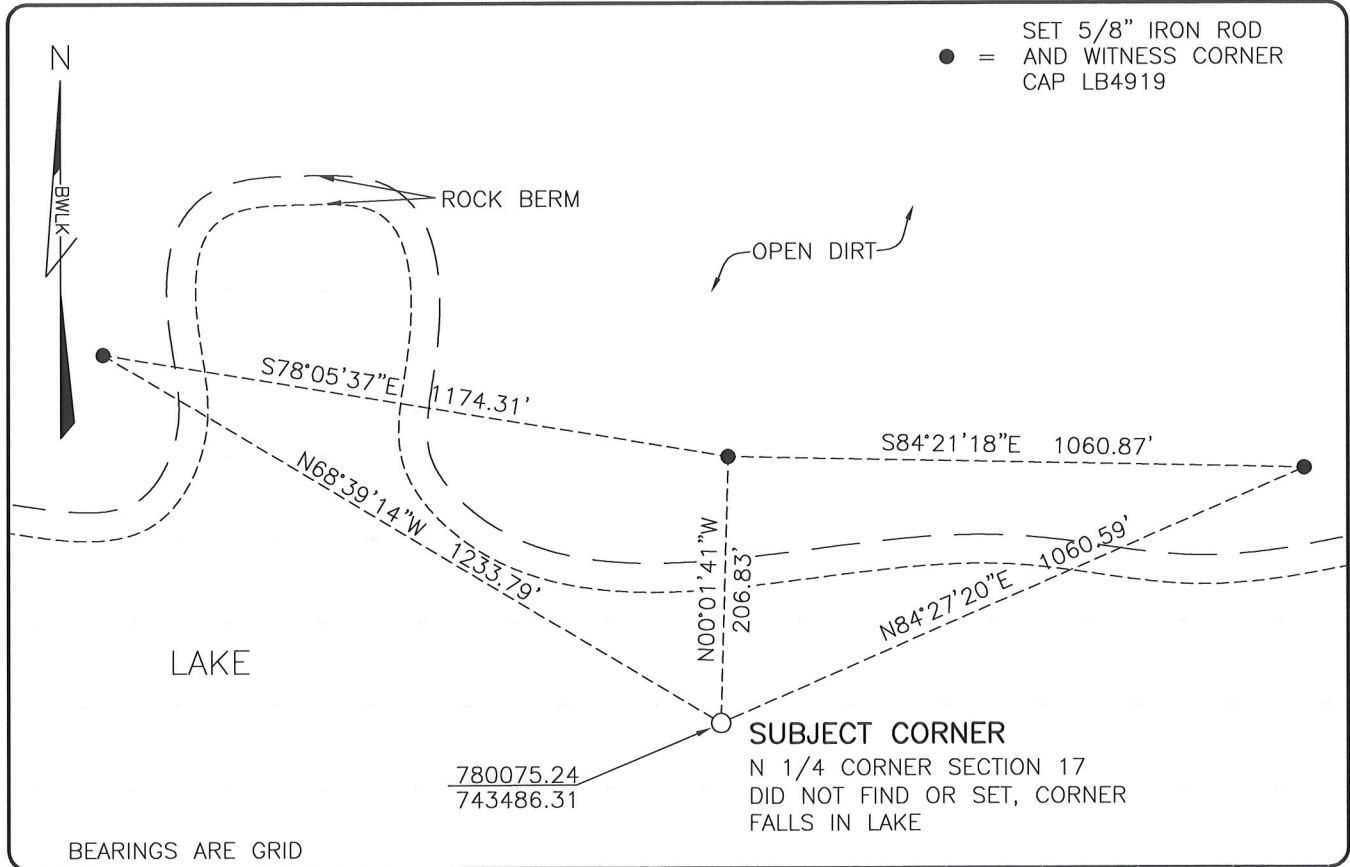 SET 5/8" IRON ROD
● = AND WITNESS CORNER
CAP LB4919
N
BWLK
ROCK BERM
OPEN DIRT
S78°05'37"E 1174.31'
S84°21'18"E 1060.87'
N68°39'14"W 1233.79'
N00°01'41"W
206.83'
N84°27'20"E 1060.59'
LAKE
SUBJECT CORNER
N 1/4 CORNER SECTION 17
DID NOT FIND OR SET, CORNER
FALLS IN LAKE
780075.24
743486.31
BEARINGS ARE GRID